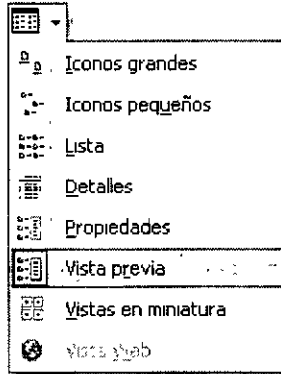 Iconos grandes
Iconos pequeños
Lista
Detalles
Propiedades
Vista previa
Vistas en miniatura